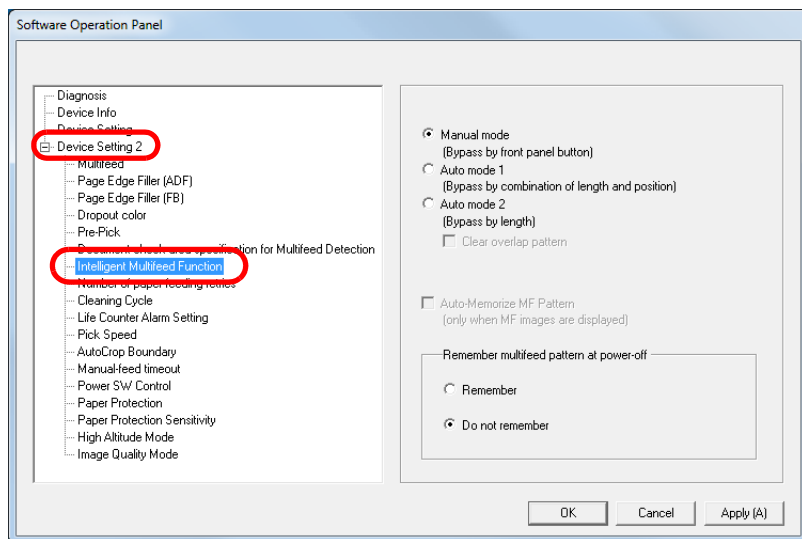 Software Operation Panel
Diagnosis
Device Info
Device Setting
Device Setting 2
Multifeed
Page Edge Filler (ADF)
Page Edge Filler (FB)
Dropout color
Pre-Pick
Document check area specification for Multifeed Detection
Intelligent Multifeed Function
Number of paper feeding retries
Cleaning Cycle
Life Counter Alarm Setting
Pick Speed
AutoCrop Boundary
Manual-feed timeout
Power SW Control
Paper Protection
Paper Protection Sensitivity
High Altitude Mode
Image Quality Mode
Manual mode
(Bypass by front panel button)
Auto mode 1
(Bypass by combination of length and position)
Auto mode 2
(Bypass by length)
Clear overlap pattern
Auto-Memorize MF Pattern
(only when MF images are displayed)
Remember multifeed pattern at power-off
Remember
Do not remember
OK
Cancel
Apply (A)